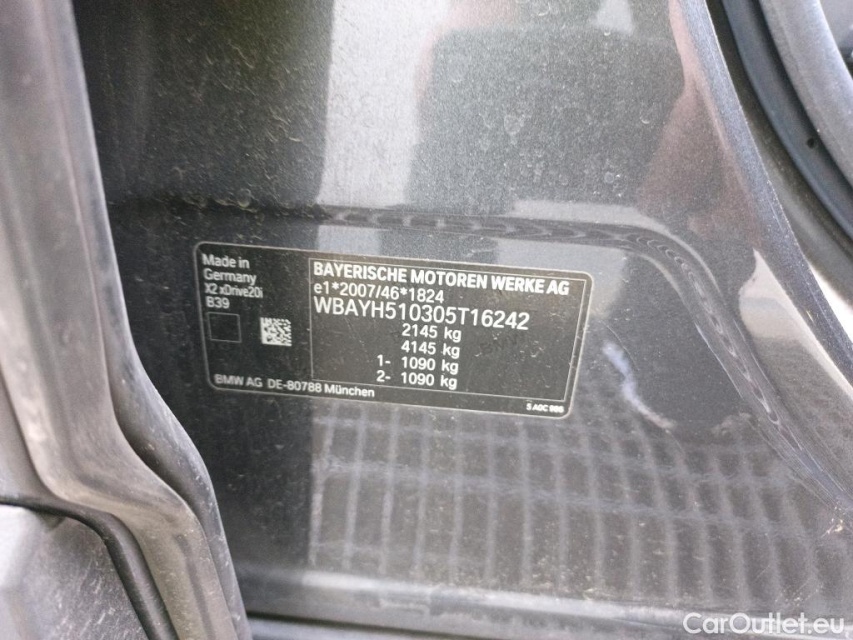 Made in
Germany
X2 xDrive20i
B39
BAYERISCHE MOTOREN WERKE AG
e1*2007/46*1824
WBAYH510305T16242
2145 kg
4145 kg
1- 1090 kg
2- 1090 kg
BMW AG DE-80788 München
CarOutlet.eu